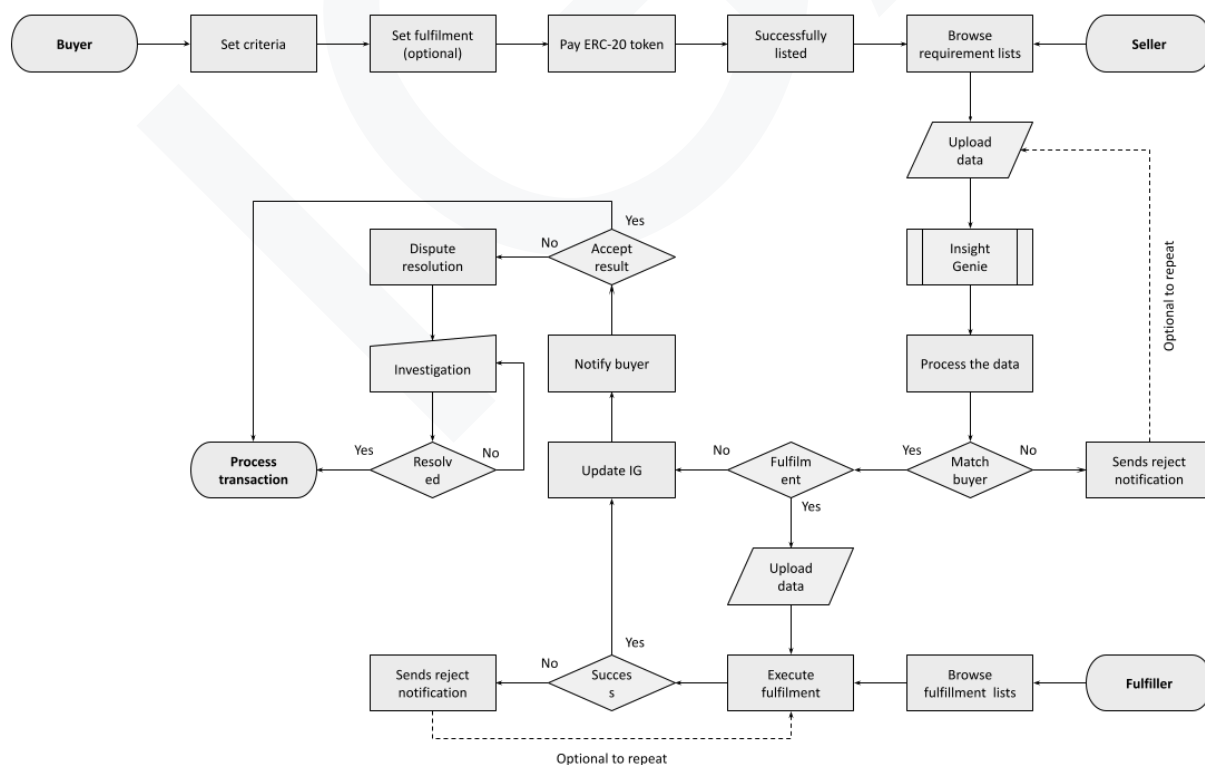 Buyer
Set criteria
Set fulfilment
(optional)
Pay ERC-20 token
Successfully
listed
Browse
requirement lists
Seller
Upload
data
Yes
No
Dispute
resolution
Accept
result
Insight
Genie
Optional to repeat
Investigation
Notify buyer
Process the data
Yes
No
No
Yes
No
Process
transaction
Resolv
ed
Update IG
Fulfilm
ent
Match
buyer
Sends reject
notification
Yes
Upload
data
Yes
No
Sends reject
notification
Succes
s
Execute
fulfilment
Browse
fulfillment lists
Fulfiller
Optional to repeat